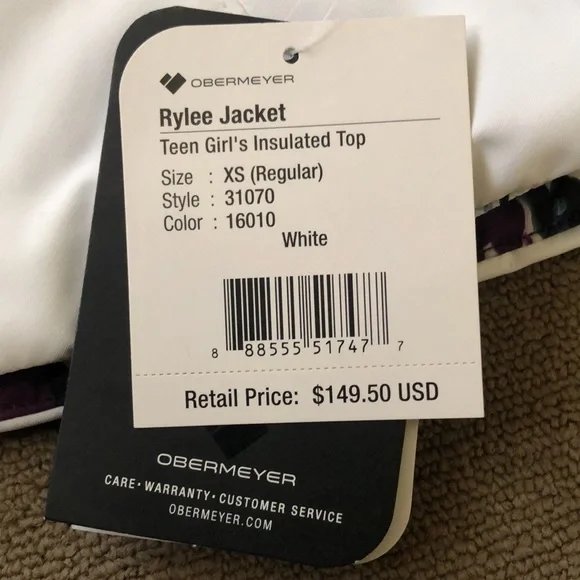 OBERMEYER
Rylee Jacket
Teen Girl's Insulated Top
Size : XS (Regular)
Style : 31070
Color : 16010
White
8 88555 51747 7
Retail Price: $149.50 USD
OBERMEYER
CARE • WARRANTY • CUSTOMER SERVICE
OBERMEYER.COM